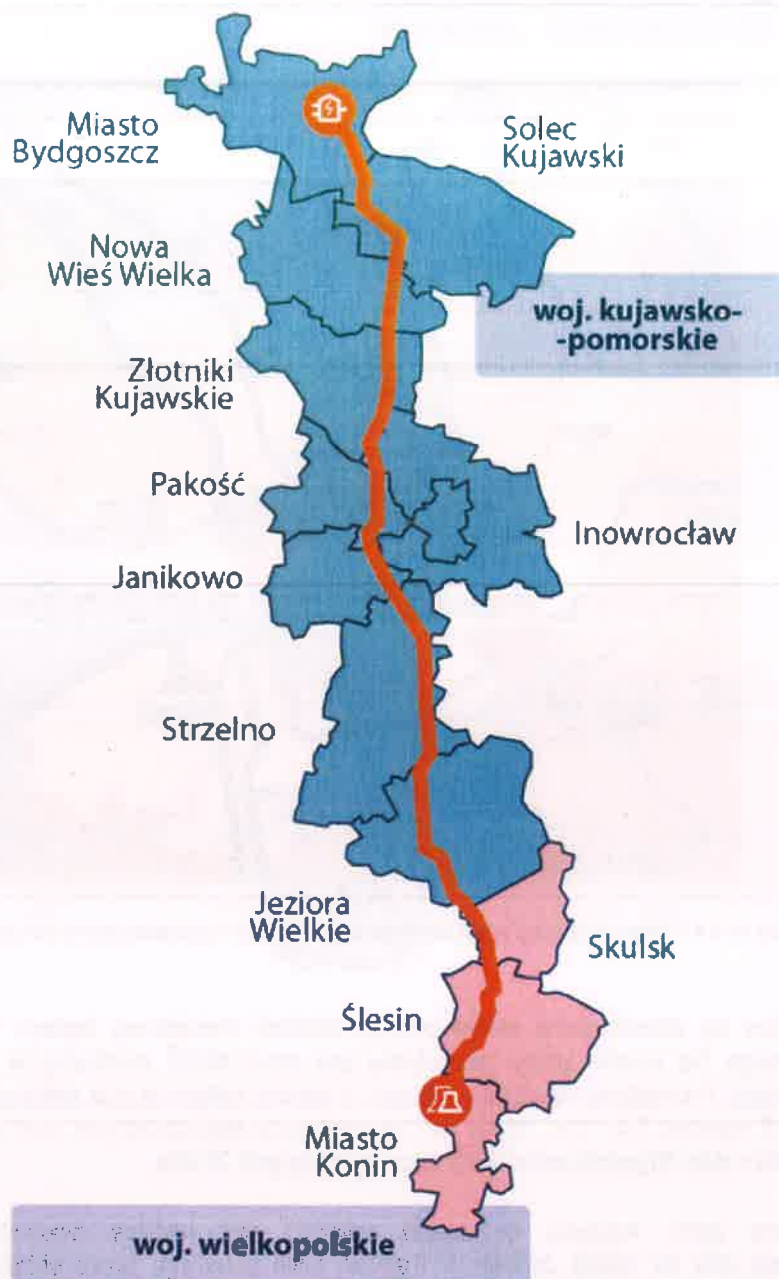 Miasto
Bydgoszcz
Solec
Kujawski
Nowa
Wieś Wielka
woj. kujawsko-
-pomorskie
Złotniki
Kujawskie
Pakość
Inowrocław
Janikowo
Strzelno
Jeziora
Wielkie
Skulsk
Ślesin
Miasto
Konin
woj. wielkopolskie